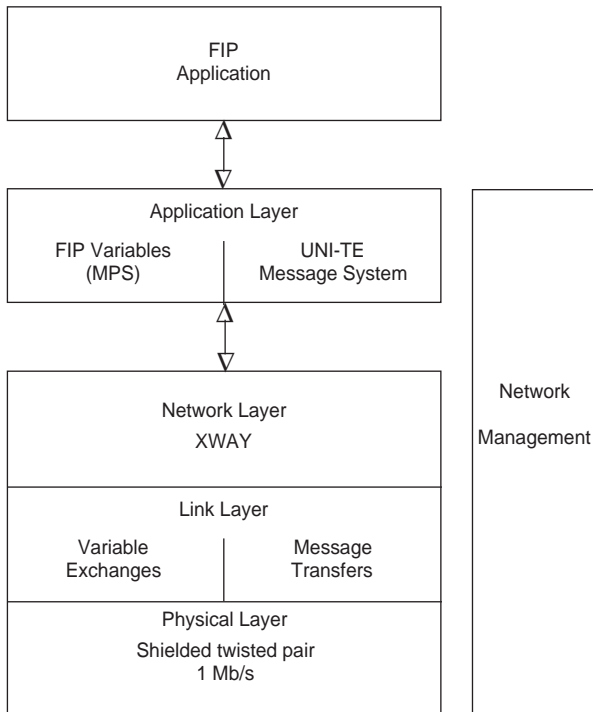 FIP
Application
Application Layer
FIP Variables
(MPS)
UNI-TE
Message System
Network Layer
XWAY
Link Layer
Variable
Exchanges
Message
Transfers
Physical Layer
Shielded twisted pair
1 Mb/s
Network
Management